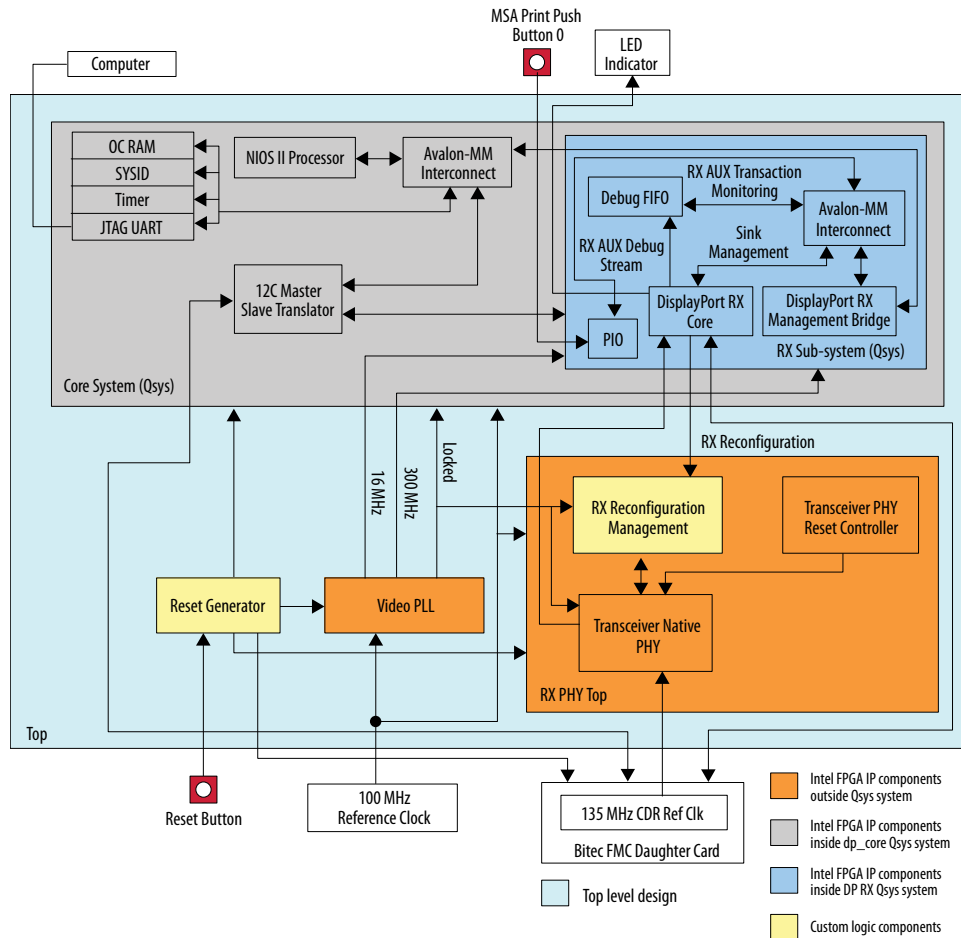 MSA Print Push
Button 0
LED
Indicator
Computer
OC RAM
SYSID
Timer
JTAG UART
NIOS II Processor
Avalon-MM
Interconnect
12C Master
Slave Translator
Core System (Qsys)
RX AUX Transaction
Monitoring
Debug FIFO
Avalon-MM
Interconnect
RX AUX Debug
Stream
Sink
Management
DisplayPort RX
Core
DisplayPort RX
Management Bridge
PIO
RX Sub-system (Qsys)
16 MHz
300 MHz
Locked
RX Reconfiguration
RX Reconfiguration
Management
Transceiver PHY
Reset Controller
Reset Generator
Video PLL
Transceiver Native
PHY
RX PHY Top
Top
Reset Button
100 MHz
Reference Clock
135 MHz CDR Ref Clk
Bitec FMC Daughter Card
Top level design
Intel FPGA IP components
outside Qsys system
Intel FPGA IP components
inside dp_core Qsys system
Intel FPGA IP components
inside DP RX Qsys system
Custom logic components